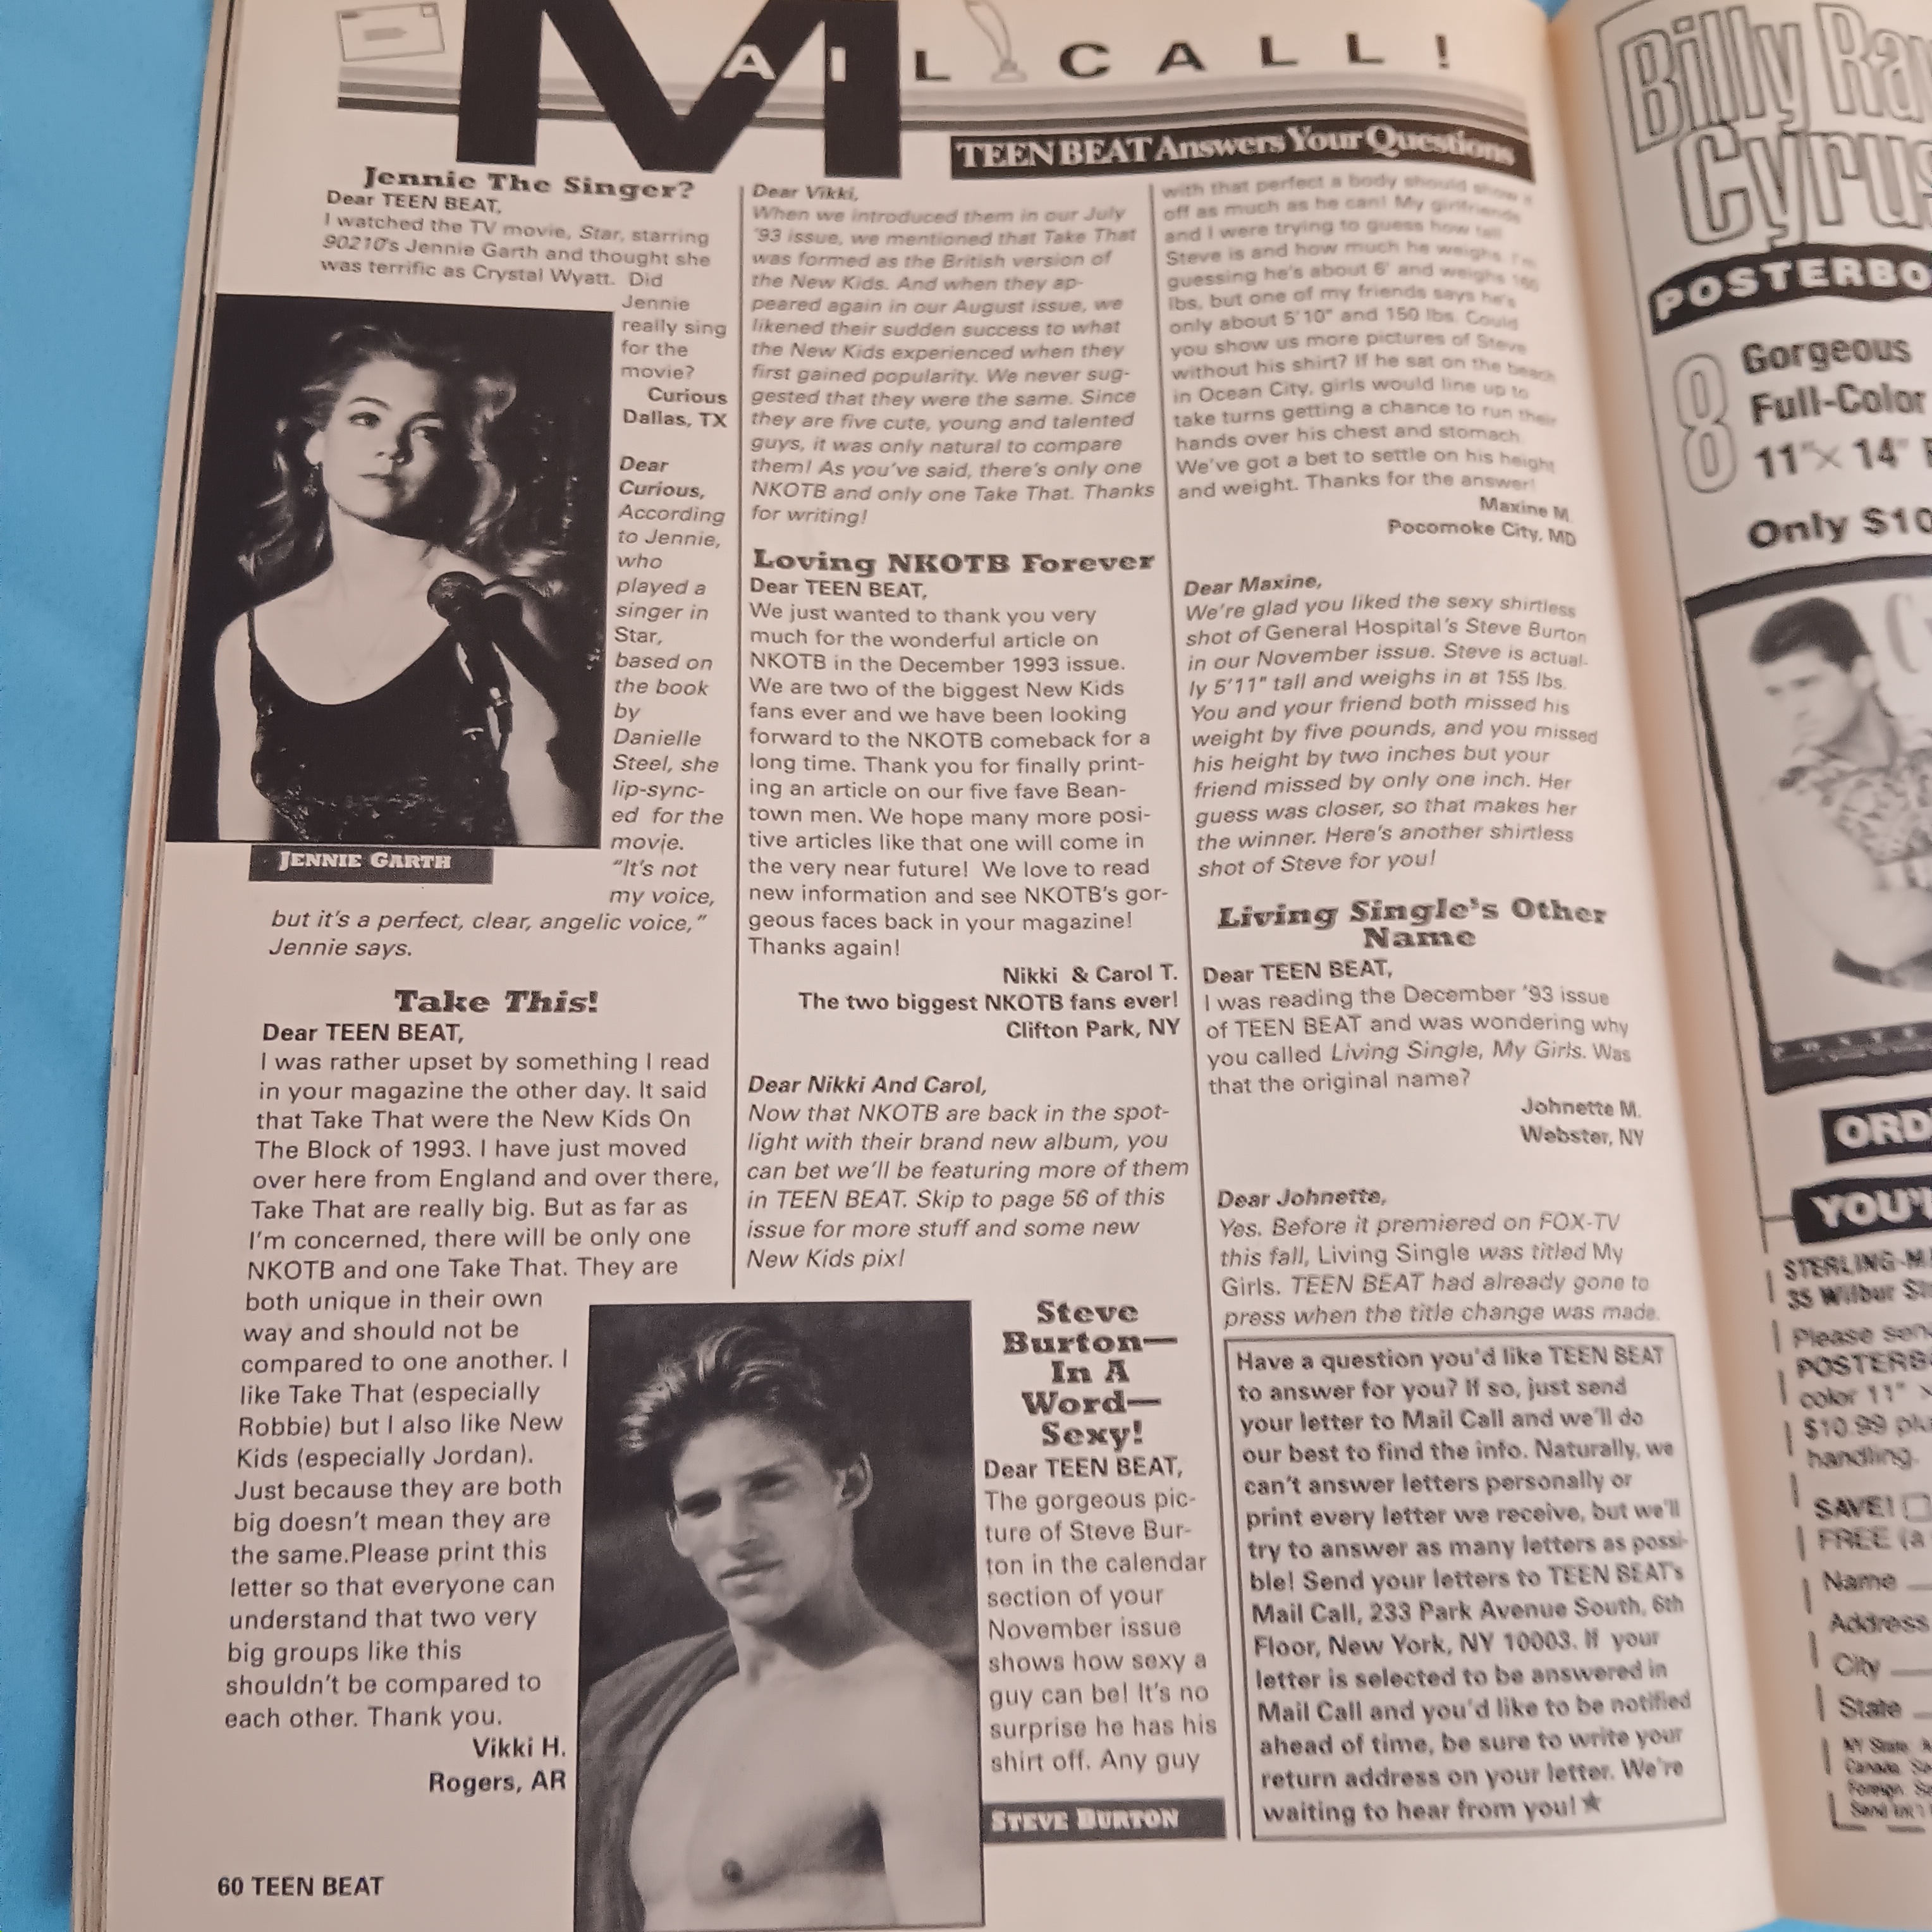 MAIL CALL!
TEEN BEAT Answers Your Questions
Jennie The Singer?
Dear TEEN BEAT,
I watched the TV movie, Star, starring
90210's Jennie Garth and thought she
was terrific as Crystal Wyatt. Did
Jennie
really sing
for the
movie?
Curious
Dallas, TX
Dear
Curious,
According
to Jennie,
who
played a
singer in
Star,
based on
the book
by
Danielle
Steel, she
lip-sync-
ed for the
movie.
"It's not
my voice,
but it's a perfect, clear, angelic voice,"
Jennie says.
JENNIE GARTH
Take This!
Dear TEEN BEAT,
I was rather upset by something I read
in your magazine the other day. It said
that Take That were the New Kids On
The Block of 1993. I have just moved
over here from England and over there,
Take That are really big. But as far as
I'm concerned, there will be only one
NKOTB and one Take That. They are
both unique in their own
way and should not be
compared to one another. I
like Take That (especially
Robbie) but I also like New
Kids (especially Jordan).
Just because they are both
big doesn't mean they are
the same.Please print this
letter so that everyone can
understand that two very
big groups like this
shouldn't be compared to
each other. Thank you.
Vikki H.
Rogers, AR
60 TEEN BEAT
Dear Vikki,
When we introduced them in our July
'93 issue, we mentioned that Take That
was formed as the British version of
the New Kids. And when they ap-
peared again in our August issue, we
likened their sudden success to what
the New Kids experienced when they
first gained popularity. We never sug-
gested that they were the same. Since
they are five cute, young and talented
guys, it was only natural to compare
them! As you've said, there's only one
NKOTB and only one Take That. Thanks
for writing!
Loving NKOTB Forever
Dear TEEN BEAT,
We just wanted to thank you very
much for the wonderful article on
NKOTB in the December 1993 issue.
We are two of the biggest New Kids
fans ever and we have been looking
forward to the NKOTB comeback for a
long time. Thank you for finally print-
ing an article on our five fave Bean-
town men. We hope many more posi-
tive articles like that one will come in
the very near future! We love to read
new information and see NKOTB's gor-
geous faces back in your magazine!
Thanks again!
Nikki & Carol T.
The two biggest NKOTB fans ever!
Clifton Park, NY
Dear Nikki And Carol,
Now that NKOTB are back in the spot-
light with their brand new album, you
can bet we'll be featuring more of them
in TEEN BEAT. Skip to page 56 of this
issue for more stuff and some new
New Kids pix!
Steve
Burton—
In A
Word—
Sexy!
Dear TEEN BEAT,
The gorgeous pic-
ture of Steve Bur-
ton in the calendar
section of your
November issue
shows how sexy a
guy can be! It's no
surprise he has his
shirt off. Any guy
STEVE BURTON
with that perfect a body should show it
off as much as he can! My girlfriends
and I were trying to guess how tall
Steve is and how much he weighs. I'm
guessing he's about 6' and weighs 160
lbs, but one of my friends says he's
only about 5'10" and 150 lbs. Could
you show us more pictures of Steve
without his shirt? If he sat on the beach
in Ocean City, girls would line up to
take turns getting a chance to run their
hands over his chest and stomach.
We've got a bet to settle on his height
and weight. Thanks for the answer!
Maxine M.
Pocomoke City, MD
Dear Maxine,
We're glad you liked the sexy shirtless
shot of General Hospital's Steve Burton
in our November issue. Steve is actual-
ly 5'11" tall and weighs in at 155 lbs.
You and your friend both missed his
weight by five pounds, and you missed
his height by two inches but your
friend missed by only one inch. Her
guess was closer, so that makes her
the winner. Here's another shirtless
shot of Steve for you!
Living Single's Other
Name
Dear TEEN BEAT,
I was reading the December '93 issue
of TEEN BEAT and was wondering why
you called Living Single, My Girls. Was
that the original name?
Johnette M.
Webster, NY
Dear Johnette,
Yes. Before it premiered on FOX-TV
this fall, Living Single was titled My
Girls. TEEN BEAT had already gone to
press when the title change was made.
Have a question you'd like TEEN BEAT
to answer for you? If so, just send
your letter to Mail Call and we'll do
our best to find the info. Naturally, we
can't answer letters personally or
print every letter we receive, but we'll
try to answer as many letters as possi-
ble! Send your letters to TEEN BEAT's
Mail Call, 233 Park Avenue South, 6th
Floor, New York, NY 10003. If your
letter is selected to be answered in
Mail Call and you'd like to be notified
ahead of time, be sure to write your
return address on your letter. We're
waiting to hear from you!★
Billy Ray
Cyrus
POSTERBO
8 Gorgeous
Full-Color
11" × 14"
Only $10
ORD
YOU'
STERLING-M
35 Wilbur St
Please sen
POSTERB
color 11"
$10.99 plu
handling.
SAVE!
FREE (a
Name
Address
City
State
NY State
Canada
Foreign